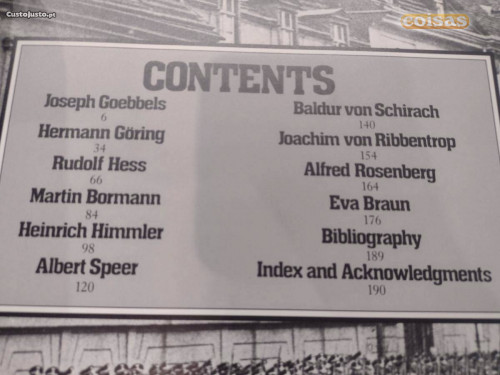 CustoJusto.pt
coisas
CONTENTS
Joseph Goebbels
6
Hermann Göring
34
Rudolf Hess
66
Martin Bormann
84
Heinrich Himmler
98
Albert Speer
120
Baldur von Schirach
140
Joachim von Ribbentrop
154
Alfred Rosenberg
164
Eva Braun
176
Bibliography
189
Index and Acknowledgments
190